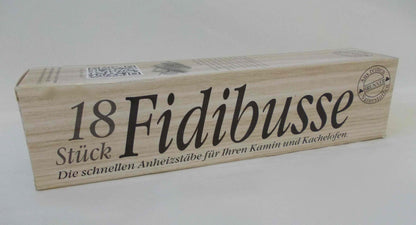 18
Stück
Fidibusse
Die schnellen Anheizstäbe für Ihren Kamin und Kachelofen.